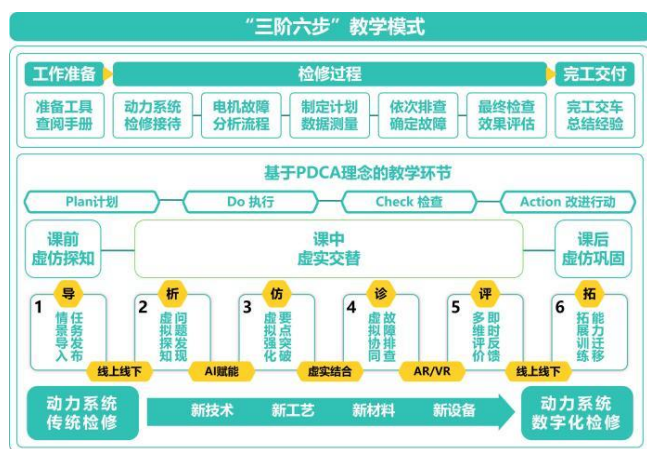 “三阶六步”教学模式
工作准备
检修过程
完工交付
准备工具
查阅手册
动力系统
检修接待
电机故障
分析流程
制定计划
数据测量
依次排查
确定故障
最终检查
效果评估
完工交车
总结经验
基于PDCA理念的教学环节
Plan计划
Do 执行
Check 检查
Action 改进行动
课前
虚仿探知
课中
虚实交替
课后
虚仿巩固
1
导
任务发布
情景导入
2
析
问题发现
虚拟探知
3
仿
要点突破
虚拟强化
4
诊
故障排查
虚拟协同
5
评
即时反馈
多维评价
6
拓
能力迁移
拓展训练
线上线下
AI赋能
虚实结合
AR/VR
线上线下
动力系统
传统检修
新技术
新工艺
新材料
新设备
动力系统
数字化检修